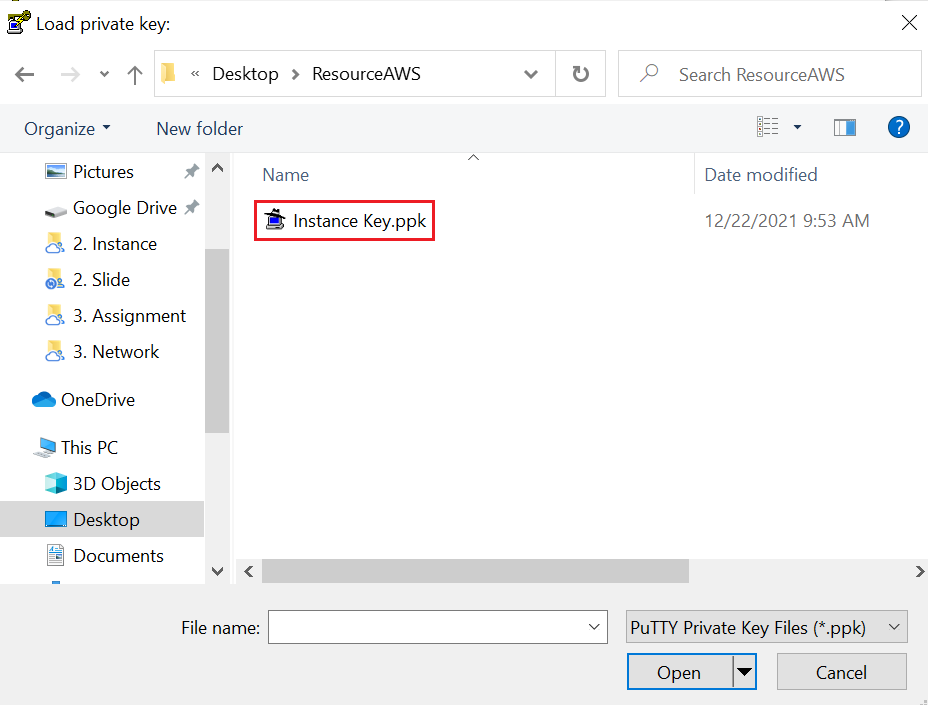 Load private key:
« Desktop > ResourceAWS
Search ResourceAWS
Organize
New folder
?
Name
Date modified
Instance Key.ppk
12/22/2021 9:53 AM
Pictures
Google Drive
2. Instance
2. Slide
3. Assignment
3. Network
OneDrive
This PC
3D Objects
Desktop
Documents
File name:
PuTTY Private Key Files (*.ppk)
Open
Cancel